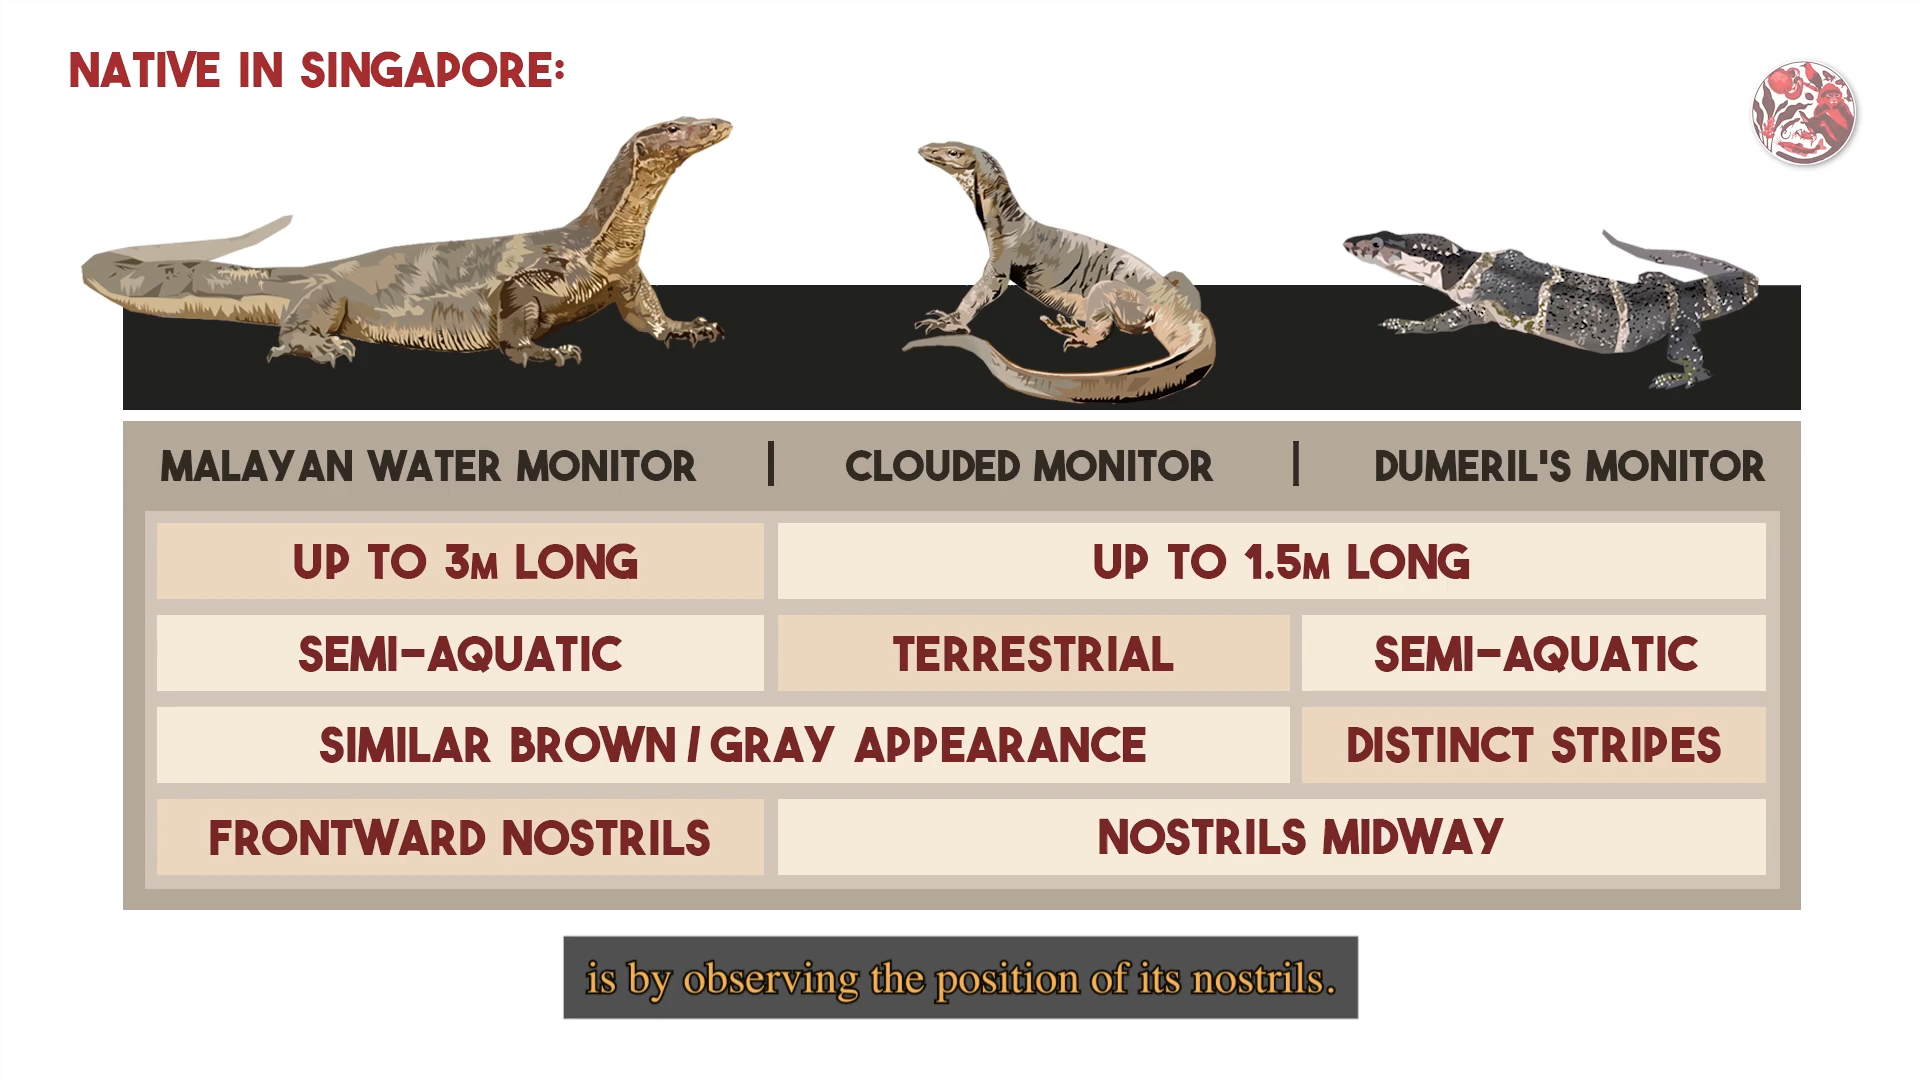 NATIVE IN SINGAPORE:
MALAYAN WATER MONITOR | CLOUDED MONITOR | DUMERIL'S MONITOR
UP TO 3M LONG
UP TO 1.5M LONG
SEMI-AQUATIC
TERRESTRIAL
SEMI-AQUATIC
SIMILAR BROWN/GRAY APPEARANCE
DISTINCT STRIPES
FRONTWARD NOSTRILS
NOSTRILS MIDWAY
is by observing the position of its nostrils.